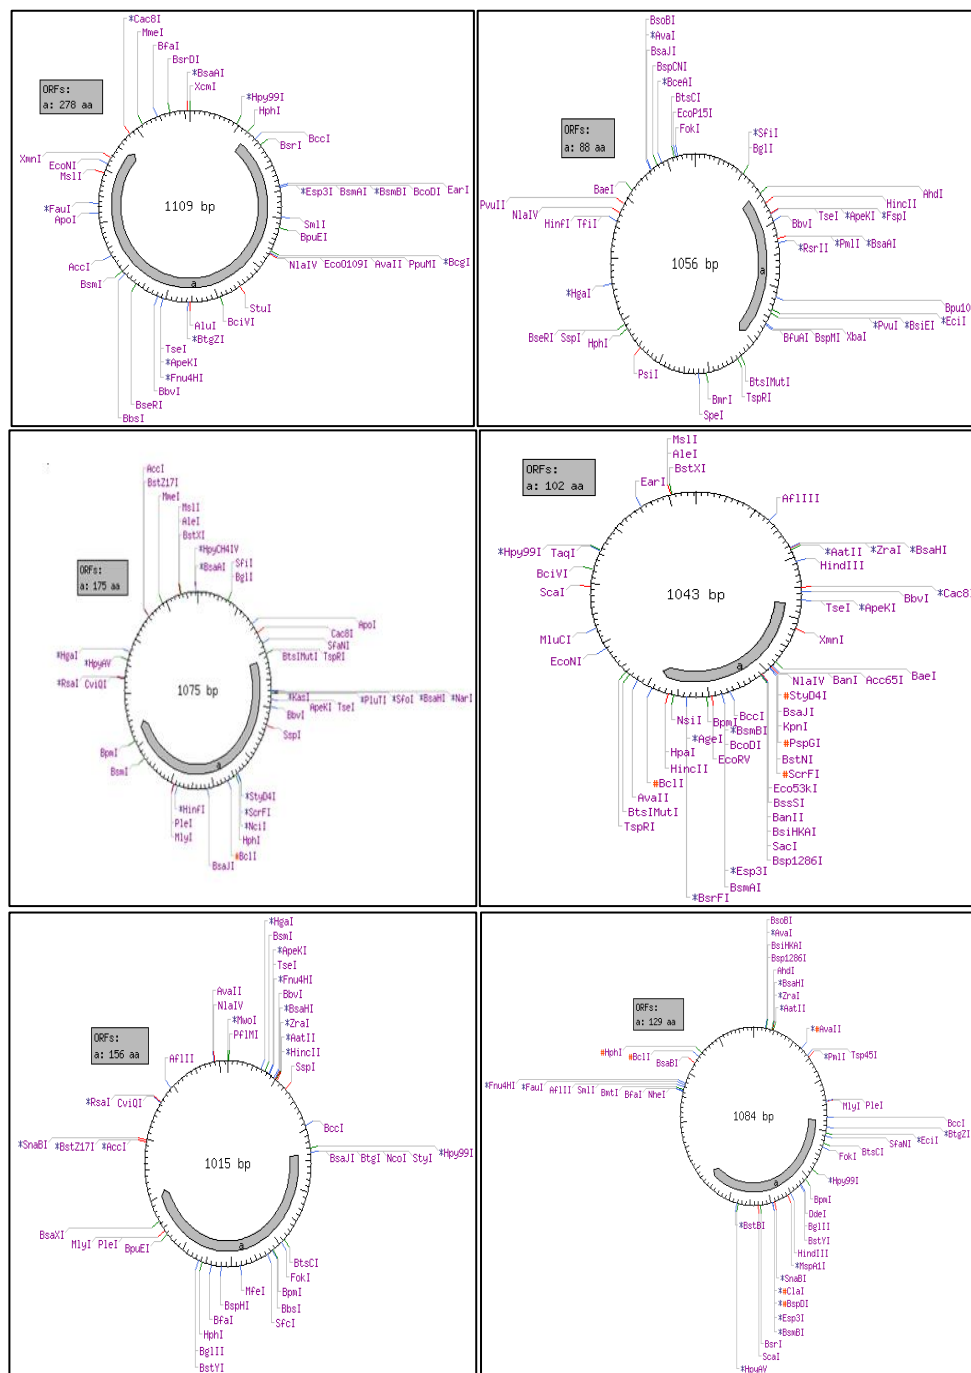 *Cac8I
MmeI
BfaI
BsrDI
*BsaAI
XcmI
*Hpy99I
HphI
BccI
BsrI
ORFs:
a: 278 aa
XmnI
EcoNI
MslI
*FauI
ApoI
1109 bp
*Esp3I BsmAI *BsmBI BcoDI EarI
SmlI
BpuEI
NlaIV EcoO109I AvaII PpuMI *BcgI
AccI
BsmI
a
StuI
BciVI
AluI
*BtgZI
TseI
*ApeKI
*Fnu4HI
BbvI
BseRI
BbsI
BsoBI
*AvaI
BsaJI
BspCNI
*BceAI
BtsCI
EcoP15I
FokI
*SfiI
BglI
ORFs:
a: 88 aa
BaeI
PvuII
NlaIV
HinfI TfiI
AhdI
HincII
TseI *ApeKI *FspI
BbvI
*RsrII *PmlI *BsaAI
1056 bp
a
*HgaI
Bpu10
*EciI
*PvuI *BsiEI
BfuAI BspMI XbaI
BseRI SspI
HphI
PsiI
BtsIMutI
TspRI
BmrI
SpeI
AccI
BstZ17I
MmeI
MslI
AleI
BstXI
*HpyCH4IV
*BsaAI
SfiI
BglI
ORFs:
a: 175 aa
ApoI
Cac8I
SfaNI
BtsIMutI TspRI
*HgaI
*HpyAV
*RsaI CviQI
1075 bp
*KasI *PluTI *SfoI *BsaHI *NarI
ApeKI TseI
BbvI
SspI
BpmI
BsmI
a
*StyD4I
*ScrFI
*NciI
HphI
#BclI
*HinfI
PleI
MlyI
BsaJI
MslI
AleI
BstXI
EarI
AflIII
ORFs:
a: 102 aa
*Hpy99I TaqI
BciVI
ScaI
*AatII *ZraI *BsaHI
HindIII
1043 bp
BbvI *Cac8I
TseI *ApeKI
XmnI
MluCI
EcoNI
a
NlaIV BanI Acc65I BaeI
#StyD4I
BsaJI
KpnI
#PspGI
BstNI
#ScrFI
Eco53kI
BssSI
BanII
BsiHKAI
SacI
Bsp1286I
NsiI
BpmI
BccI
*BsmBI
*AgeI
BcoDI
HpaI
EcoRV
HincII
#BclI
AvaII
BtsIMutI
TspRI
*Esp3I
BsmAI
*BsrFI
*HgaI
BsmI
*ApeKI
TseI
*Fnu4HI
BbvI
*BsaHI
*ZraI
*AatII
*HincII
SspI
AvaII
NlaIV
*MwoI
PflMI
ORFs:
a: 156 aa
AflII
*RsaI CviQI
*SnaBI *BstZ17I *AccI
BccI
BsaJI BtgI NcoI StyI *Hpy99I
1015 bp
a
BsaXI
MlyI PleI
BpuEI
BtsCI
FokI
BpmI
BbsI
SfcI
MfeI
BspHI
BfaI
HphI
BglII
BstYI
BsoBI
*AvaI
BsiHKAI
Bsp1286I
AhdI
*BsaHI
*ZraI
*AatII
ORFs:
a: 129 aa
*#AvaII
*PmlI Tsp45I
#HphI
#BclI
BsaBI
*Fnu4HI *FauI AflII SmlI BmtI BfaI NheI
MlyI PleI
1084 bp
BccI
*BtgZI
SfaNI *EciI
FokI BtsCI
*Hpy99I
a
BpmI
DdeI
BglII
BstYI
HindIII
*MspA1I
*BstBI
*SnaBI
*#ClaI
*#BspDI
*Esp3I
*BsmBI
BsrI
ScaI
*HpyAV